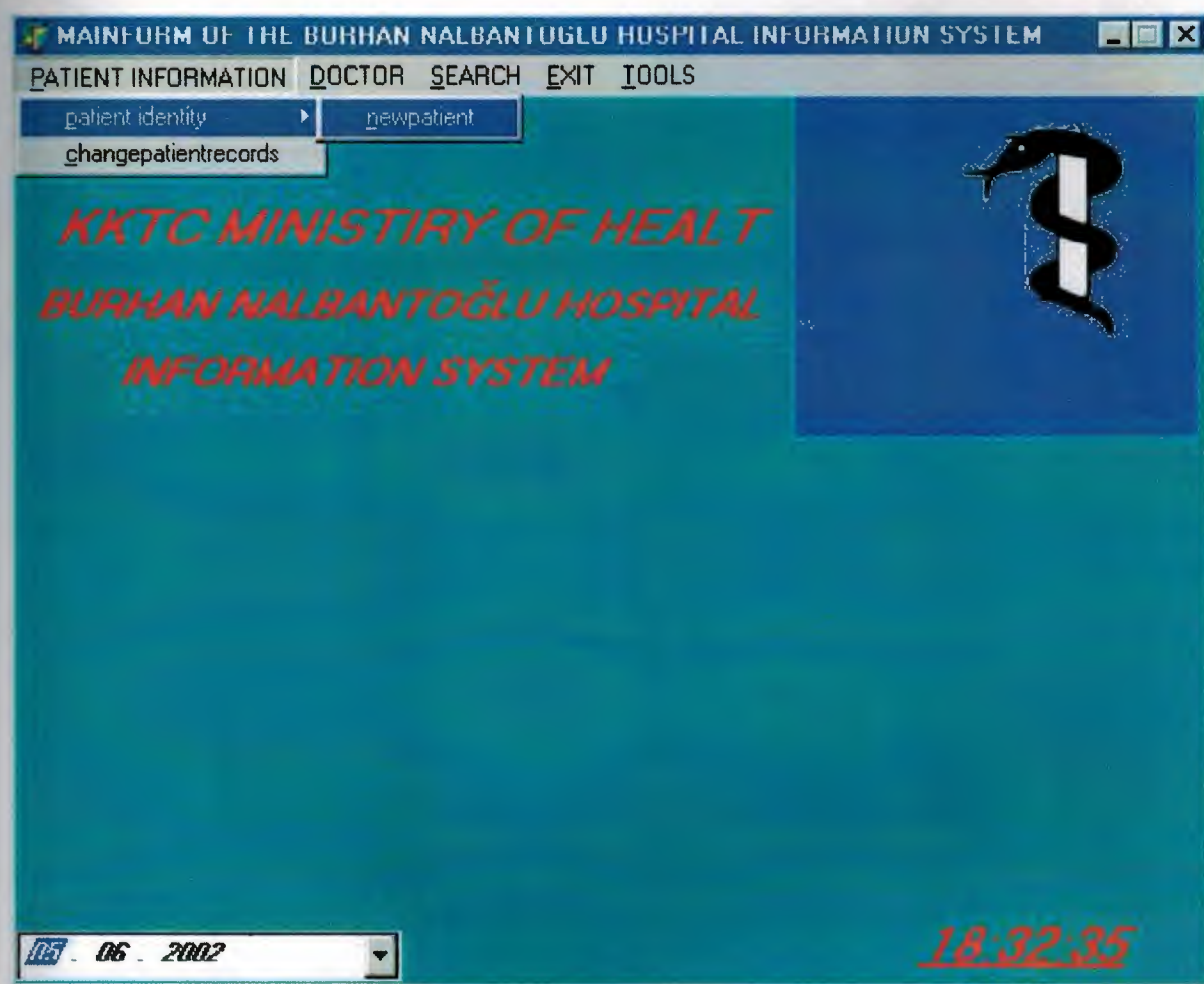 MAINFORM OF THE BURHAN NALBANTOGLU HOSPITAL INFORMATION SYSTEM
PATIENT INFORMATION DOCTOR SEARCH EXIT TOOLS
patient identity newpatient
changepatientrecords
KKTC MINISTIRY OF HEALT
BURHAN NALBANTOĞLU HOSPITAL
INFORMATION SYSTEM
05 . 06 . 2002
18:32:35